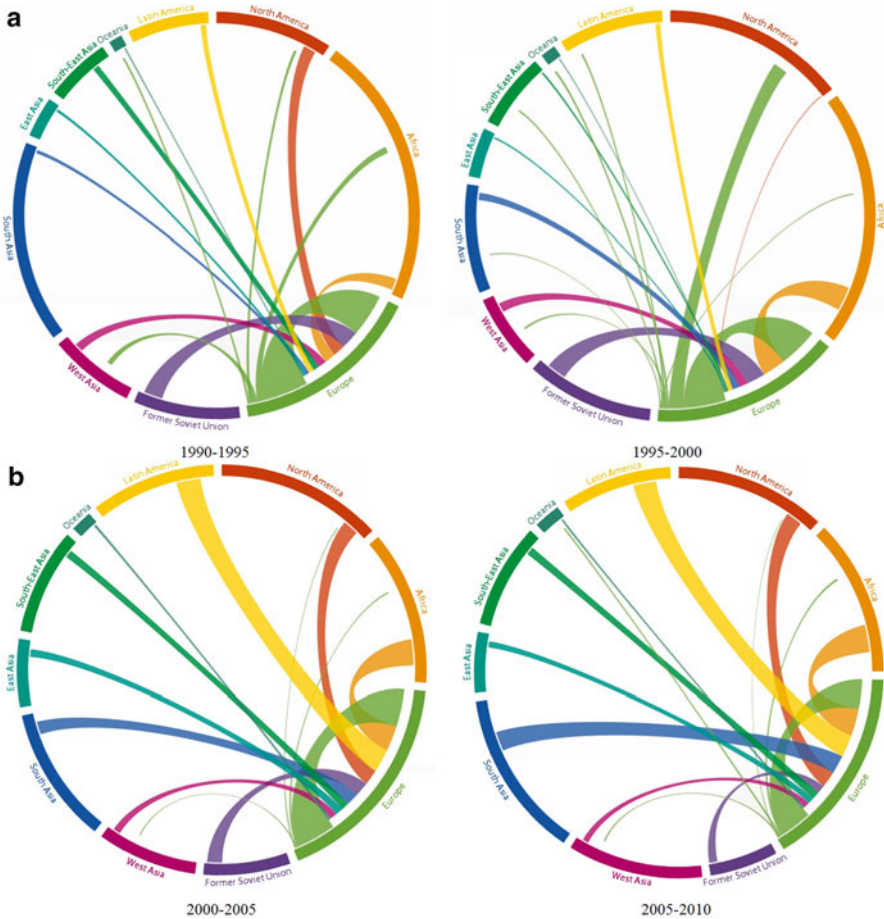 a
Latin America
North America
Oceania
South-East Asia
East Asia
South Asia
West Asia
Former Soviet Union
Europe
Africa
1990-1995
Latin America
North America
Oceania
South-East Asia
East Asia
South Asia
West Asia
Former Soviet Union
Europe
Africa
1995-2000
b
Latin America
North America
Oceania
South-East Asia
East Asia
South Asia
West Asia
Former Soviet Union
Europe
Africa
2000-2005
Latin America
North America
Oceania
South-East Asia
East Asia
South Asia
West Asia
Former Soviet Union
Europe
Africa
2005-2010